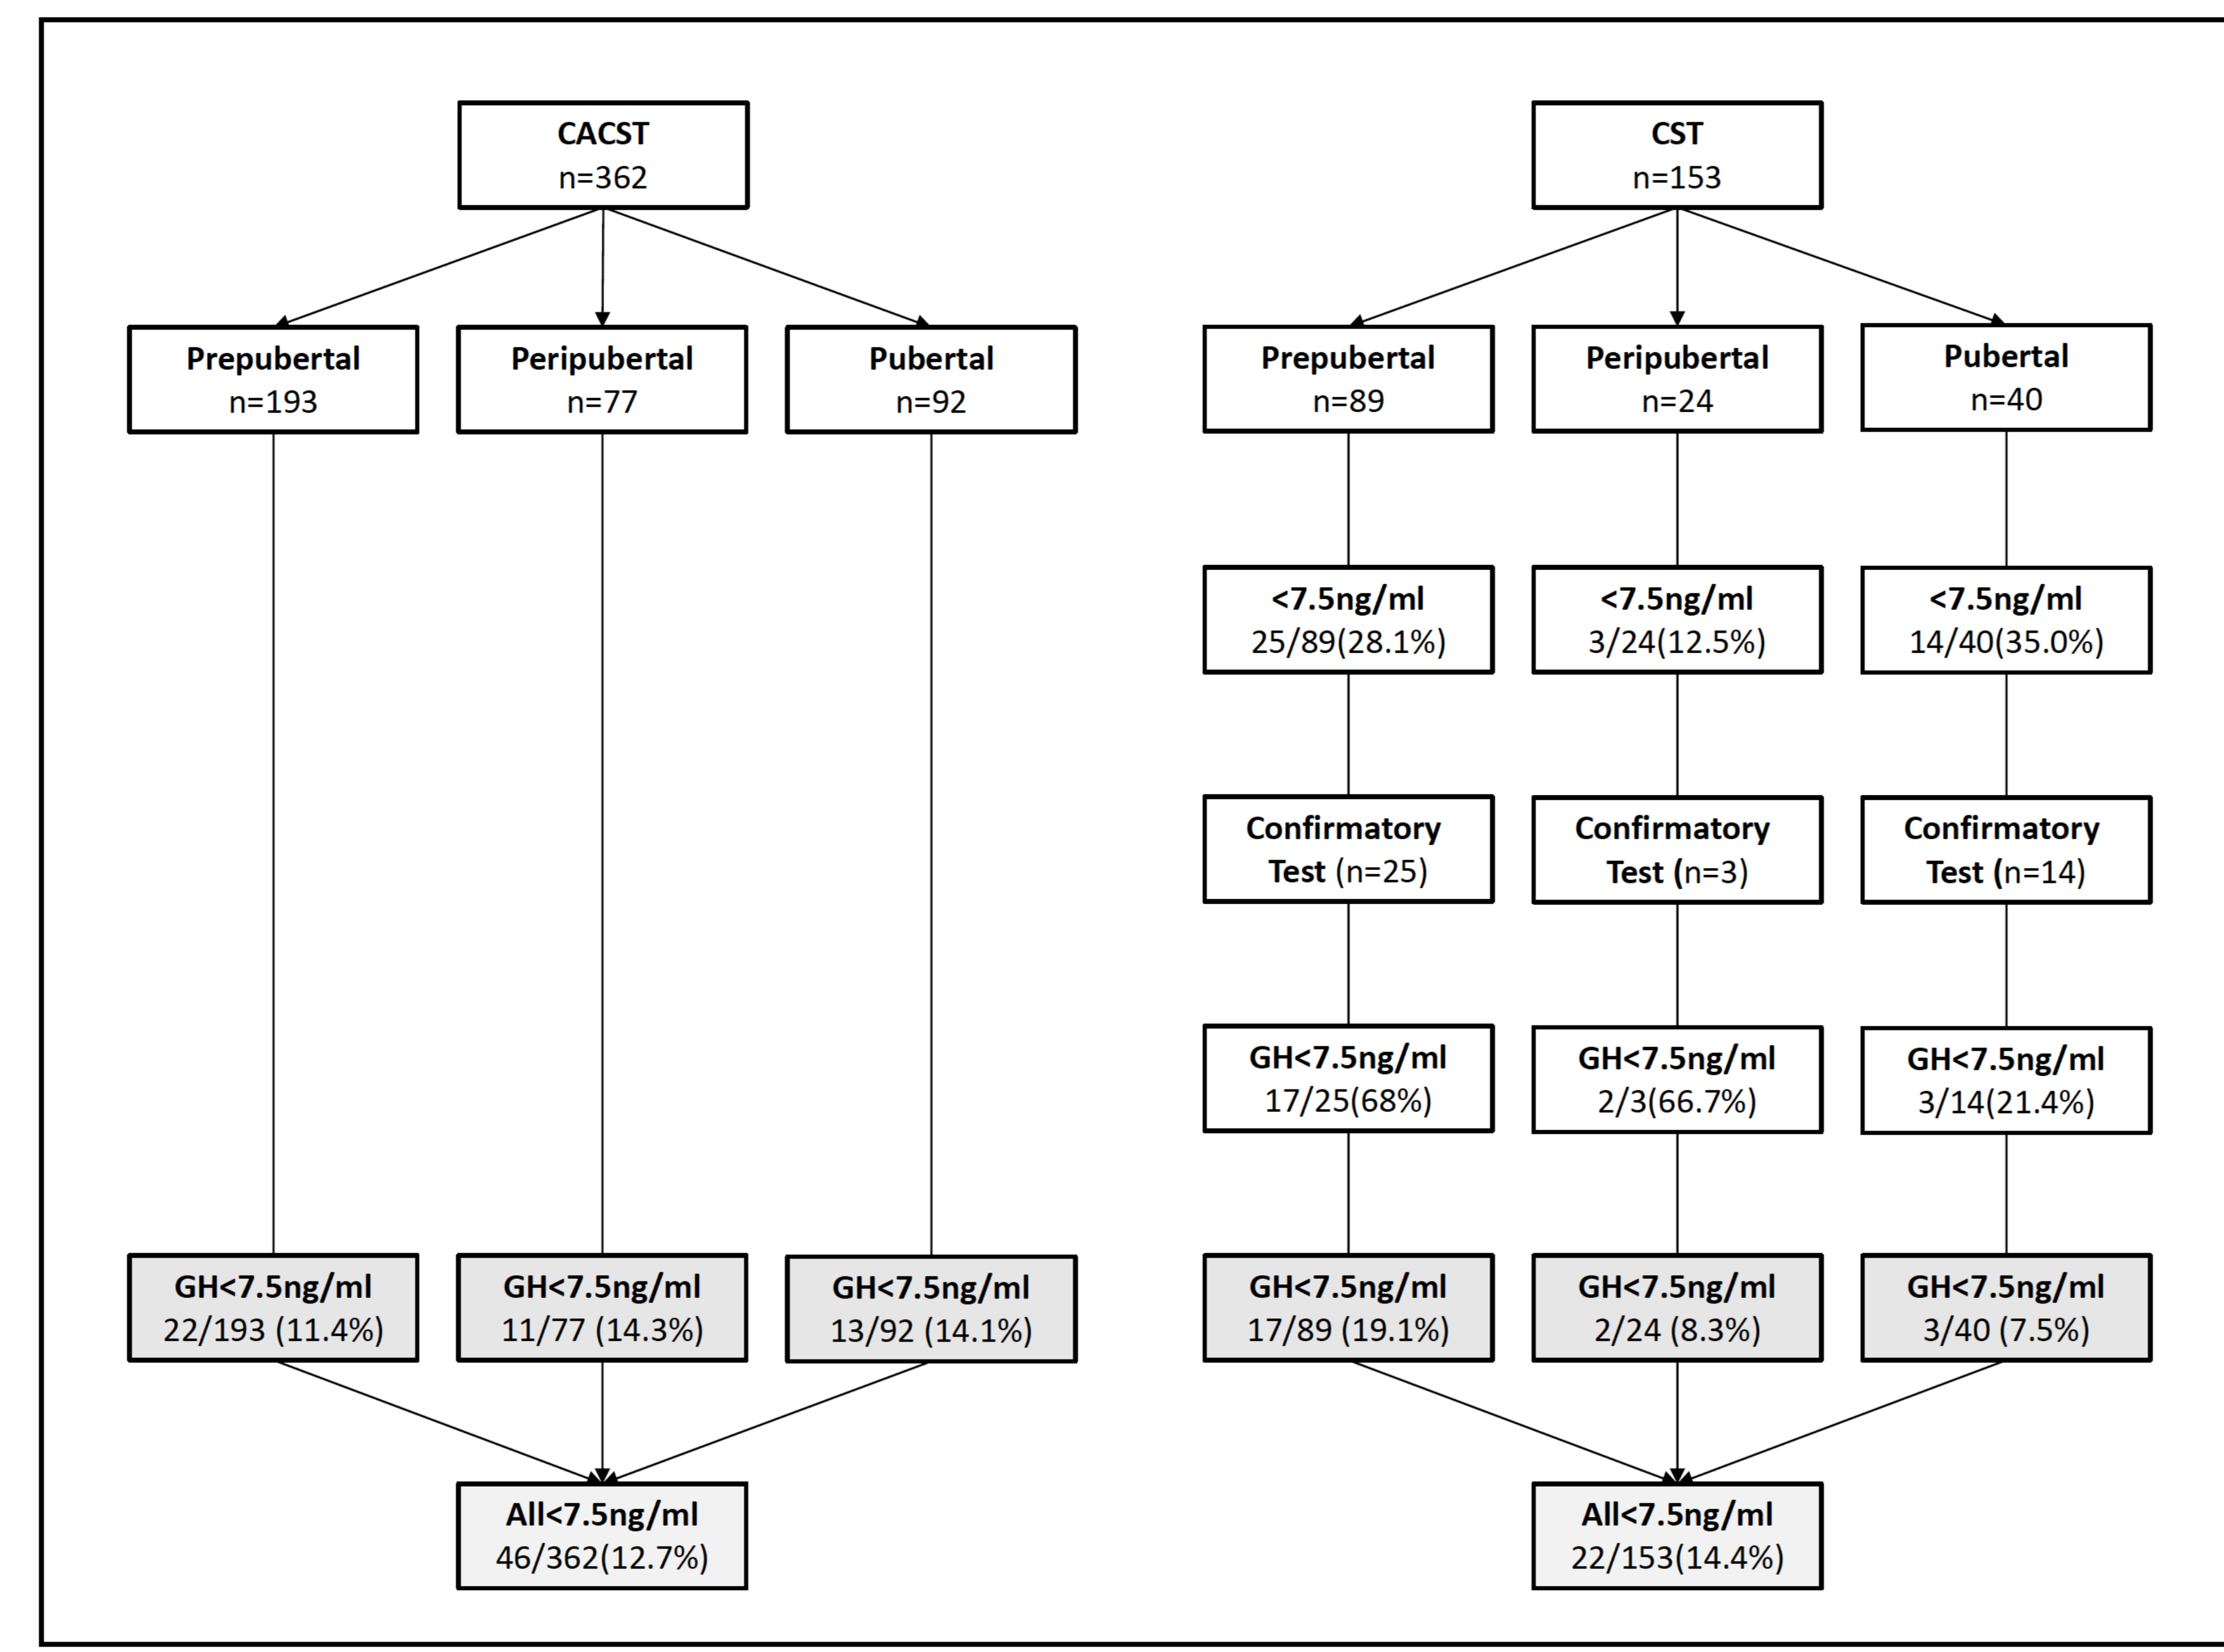 CACST
n=362
Prepubertal
n=193
Peripubertal
n=77
Pubertal
n=92
GH<7.5ng/ml
22/193 (11.4%)
GH<7.5ng/ml
11/77 (14.3%)
GH<7.5ng/ml
13/92 (14.1%)
All<7.5ng/ml
46/362(12.7%)
CST
n=153
Prepubertal
n=89
Peripubertal
n=24
Pubertal
n=40
<7.5ng/ml
25/89(28.1%)
<7.5ng/ml
3/24(12.5%)
<7.5ng/ml
14/40(35.0%)
Confirmatory
Test (n=25)
Confirmatory
Test (n=3)
Confirmatory
Test (n=14)
GH<7.5ng/ml
17/25(68%)
GH<7.5ng/ml
2/3(66.7%)
GH<7.5ng/ml
3/14(21.4%)
GH<7.5ng/ml
17/89 (19.1%)
GH<7.5ng/ml
2/24 (8.3%)
GH<7.5ng/ml
3/40 (7.5%)
All<7.5ng/ml
22/153(14.4%)